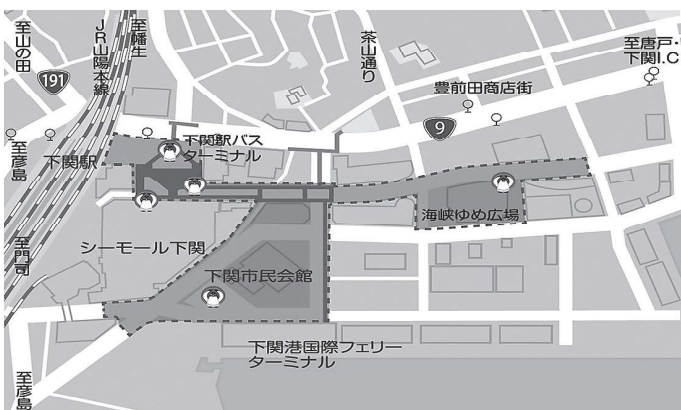 至山の田
191
JR山陽本線
至幡生
茶山通り
至唐戸・
下関I.C
豊前田商店街
9
至彦島
下関駅
下関駅バス
ターミナル
海峡ゆめ広場
シーモール下関
至門司
下関市民会館
下関港国際フェリー
ターミナル
至彦島